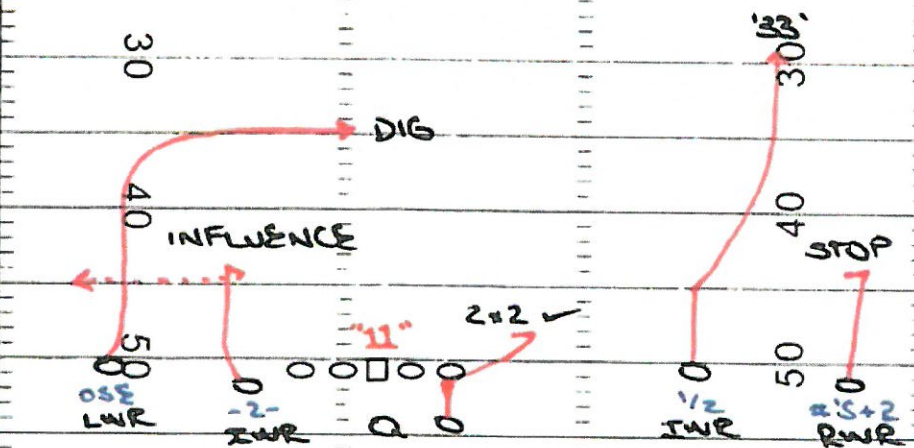 '33'
30
30
DIG
40
40
INFLUENCE
STOP
2x2 ✓
"11"
50
50
-2-
1/2
#'S+2
LWR
IWR
Q
IWR
RWR